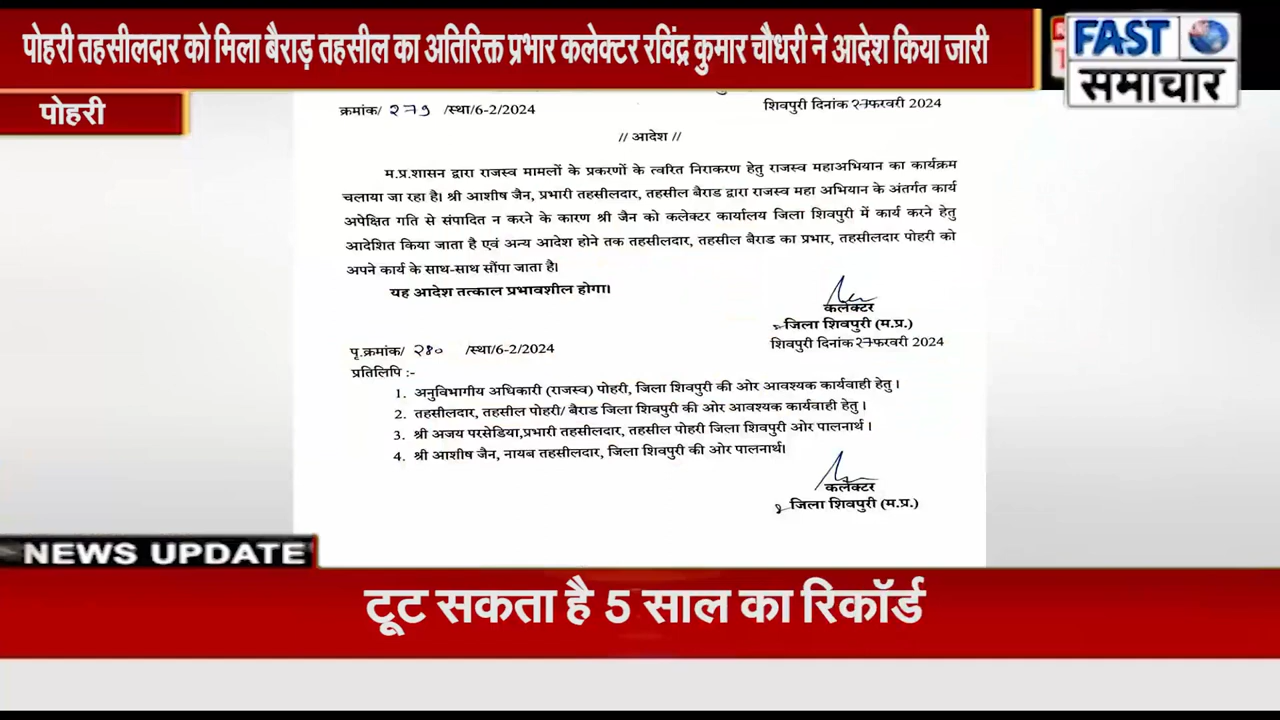 पोहरी तहसीलदार को मिला बैराड़ तहसील का अतिरिक्त प्रभार कलेक्टर रविंद्र कुमार चौधरी ने आदेश किया जारी
FAST
समाचार
पोहरी
क्रमांक/ २७9 /स्था/6-2/2024 शिवपुरी दिनांक 27फरवरी 2024
// आदेश //
म.प्र.शासन द्वारा राजस्व मामलों के प्रकरणों के त्वरित निराकरण हेतु राजस्व महाअभियान का कार्यक्रम
चलाया जा रहा है। श्री आशीष जैन, प्रभारी तहसीलदार, तहसील बैराड द्वारा राजस्व महा अभियान के अंतर्गत कार्य
अपेक्षित गति से संपादित न करने के कारण श्री जैन को कलेक्टर कार्यालय जिला शिवपुरी में कार्य करने हेतु
आदेशित किया जाता है एवं अन्य आदेश होने तक तहसीलदार, तहसील बैराड का प्रभार, तहसीलदार पोहरी को
अपने कार्य के साथ-साथ सौंपा जाता है।
यह आदेश तत्काल प्रभावशील होगा।
कलेक्टर
जिला शिवपुरी (म.प्र.)
पृ.क्रमांक/ २८० /स्था/6-2/2024 शिवपुरी दिनांक 27फरवरी 2024
प्रतिलिपि :-
1. अनुविभागीय अधिकारी (राजस्व) पोहरी, जिला शिवपुरी की ओर आवश्यक कार्यवाही हेतु।
2. तहसीलदार, तहसील पोहरी/ बैराड जिला शिवपुरी की ओर आवश्यक कार्यवाही हेतु।
3. श्री अजय परसेडिया,प्रभारी तहसीलदार, तहसील पोहरी जिला शिवपुरी ओर पालनार्थ।
4. श्री आशीष जैन, नायब तहसीलदार, जिला शिवपुरी की ओर पालनार्थ।
कलेक्टर
जिला शिवपुरी (म.प्र.)
NEWS UPDATE
टूट सकता है 5 साल का रिकॉर्ड